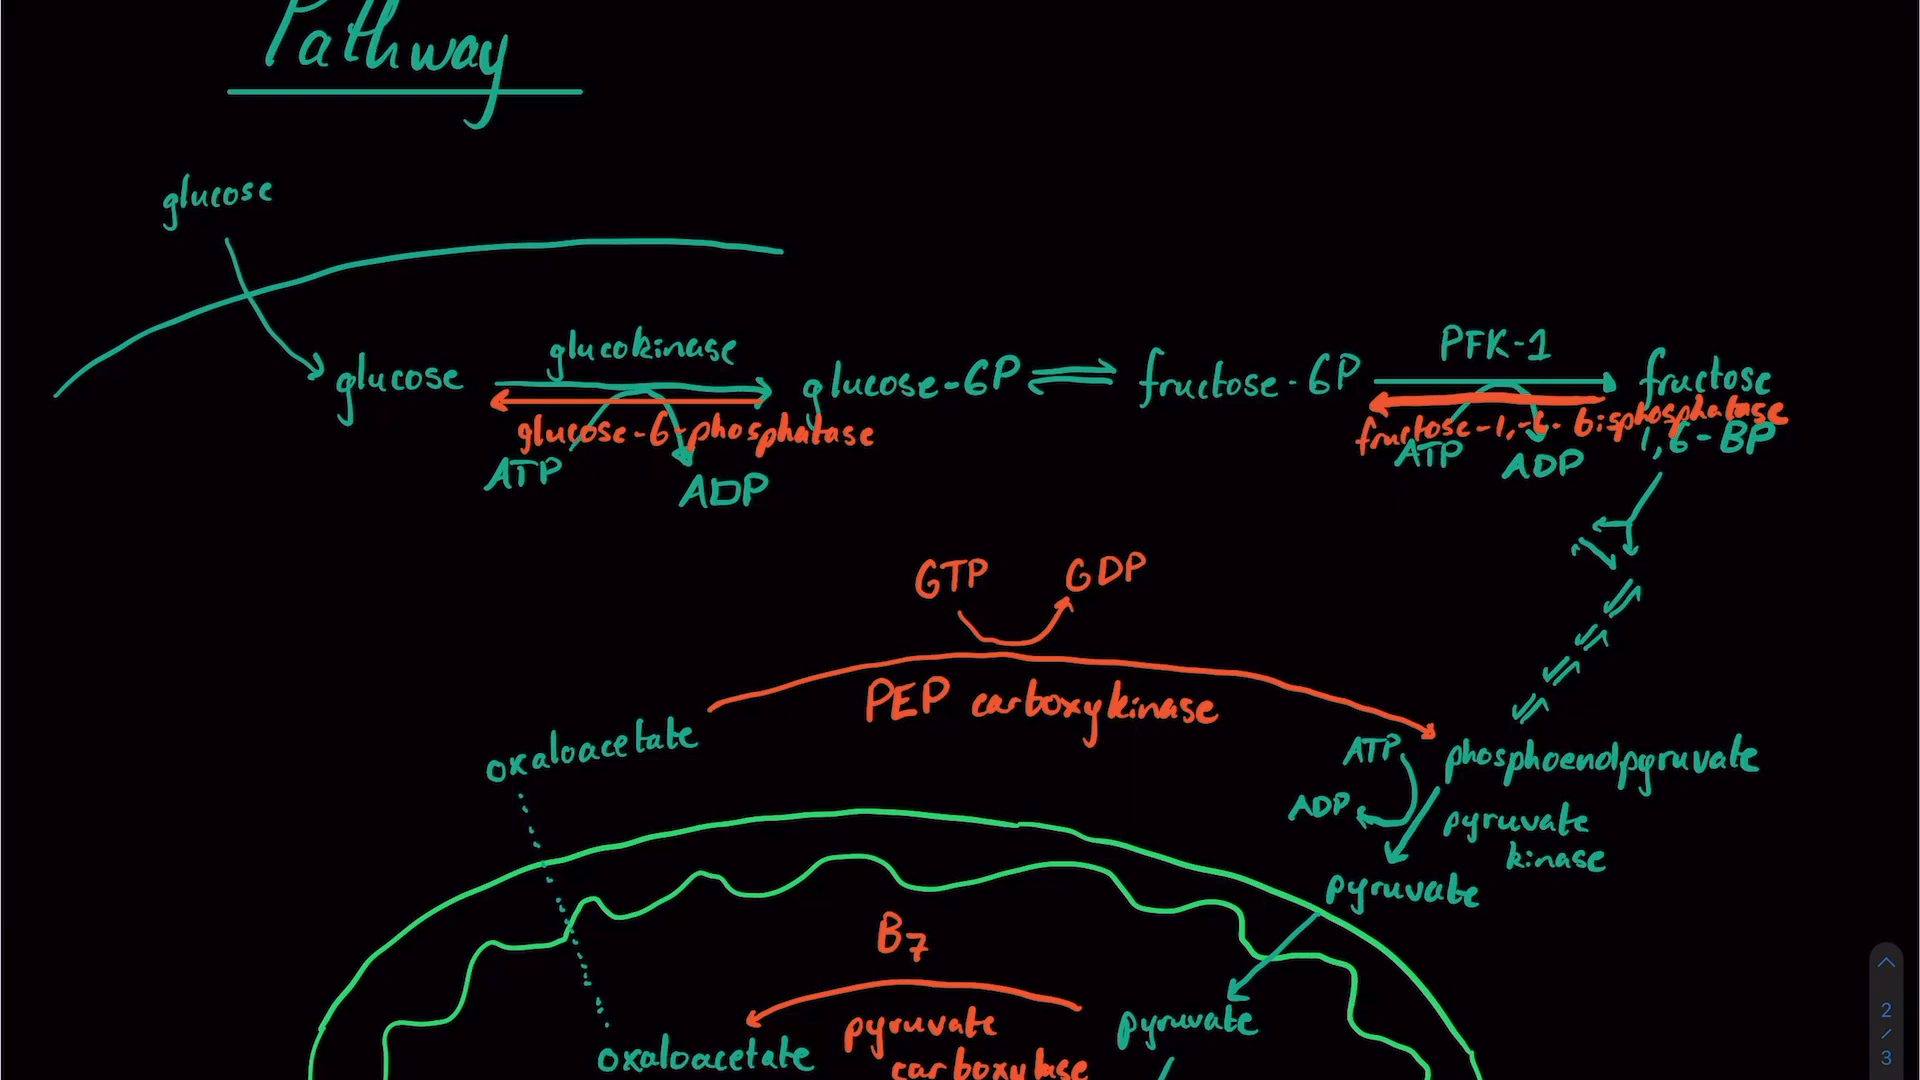 Pathway
glucose
glucose
glucokinase
glucose-6-phosphatase
ATP
ADP
glucose-6P
fructose-6P
PFK-1
fructose-1,-6-bisphosphatase
ATP
ADP
fructose
1,6-BP
GTP
GDP
PEP carboxykinase
oxaloacetate
phosphoenolpyruvate
ATP
ADP
pyruvate
kinase
pyruvate
B7
pyruvate
carboxylase
pyruvate
oxaloacetate
2
/
3